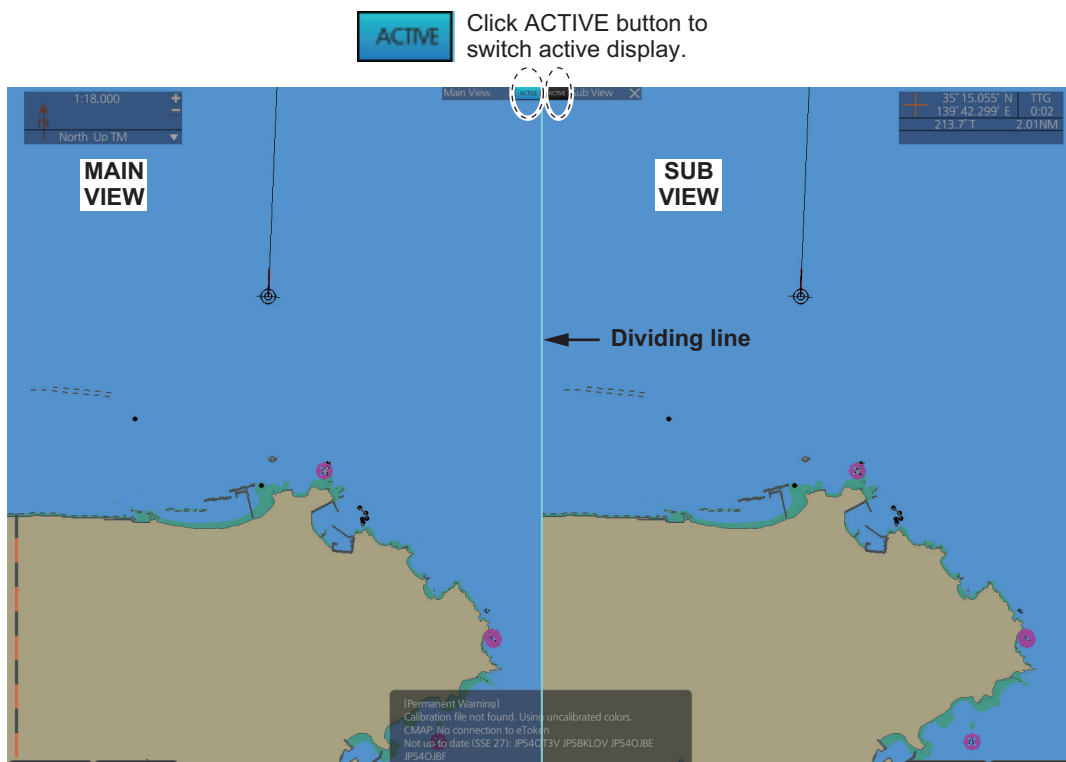 ACTIVE
Click ACTIVE button to
switch active display.
1:18,000 + −
N
North Up TM ▼
Main View ACTIVE
ACTIVE Sub View X
35° 15.055' N TTG
139° 42.299' E 0:02
213.7° T 2.01NM
MAIN
VIEW
SUB
VIEW
Dividing line
[Permanent Warning]
Calibration file not found. Using uncalibrated colors.
CMAP: No connection to eToken
Not up to date (SSE 27): JP54OT3V JP5BKLOV JP54OJBE
JP54OJBF